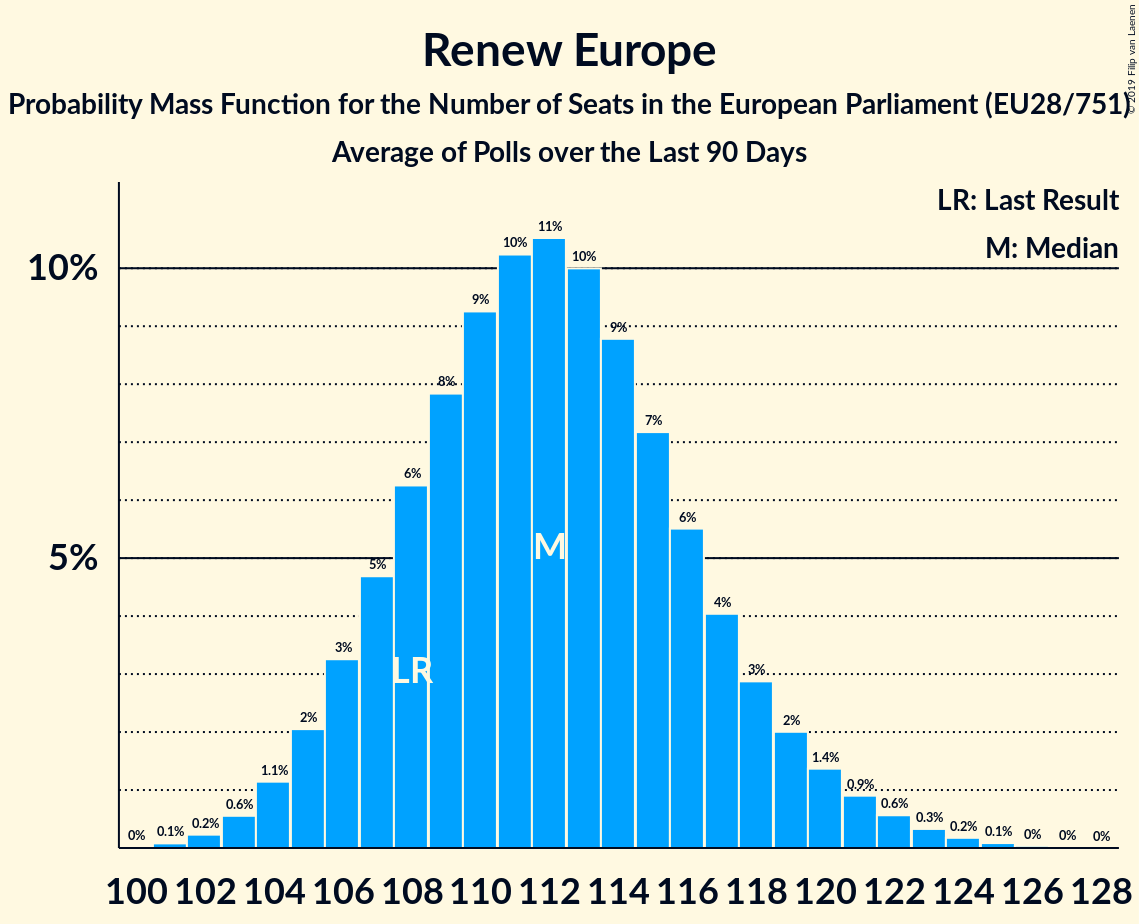 Renew Europe
Probability Mass Function for the Number of Seats in the European Parliament (EU28/751)
Average of Polls over the Last 90 Days
© 2019 Filip van Laenen
LR: Last Result
M: Median
10%
5%
0% 0.1% 0.2% 0.6% 1.1% 2% 3% 5% 6% 8% 9% 10% 11% 10% 9% 7% 6% 4% 3% 2% 1.4% 0.9% 0.6% 0.3% 0.2% 0.1% 0% 0% 0%
M
LR
100 102 104 106 108 110 112 114 116 118 120 122 124 126 128